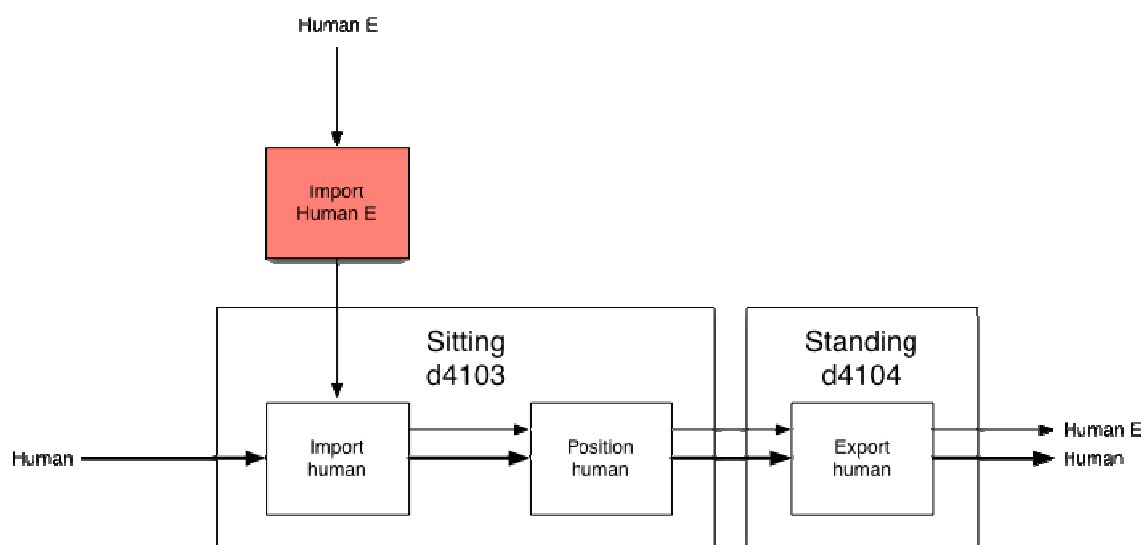 Human E
Import
Human E
Sitting
d4103
Standing
d4104
Human
Import
human
Position
human
Export
human
Human E
Human